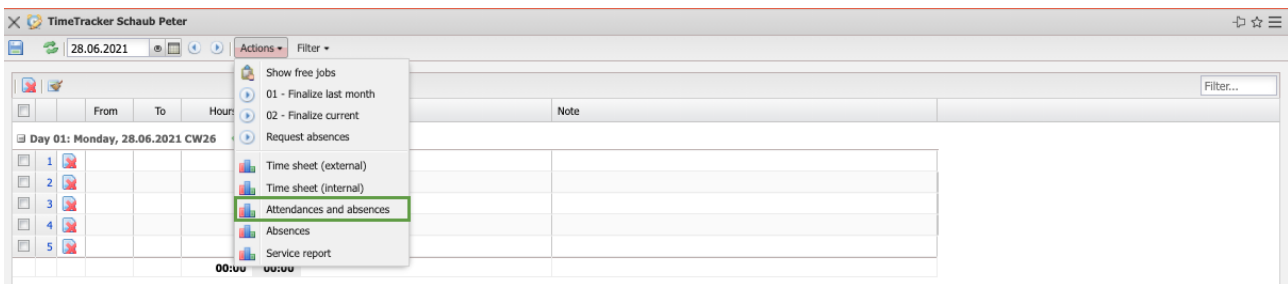 TimeTracker Schaub Peter
28.06.2021 Actions Filter
Show free jobs
01 - Finalize last month
02 - Finalize current
Request absences
Time sheet (external)
Time sheet (internal)
Attendances and absences
Absences
Service report
Filter...
From To Hours Note
Day 01: Monday, 28.06.2021 CW26
1
2
3
4
5
00:00 00:00